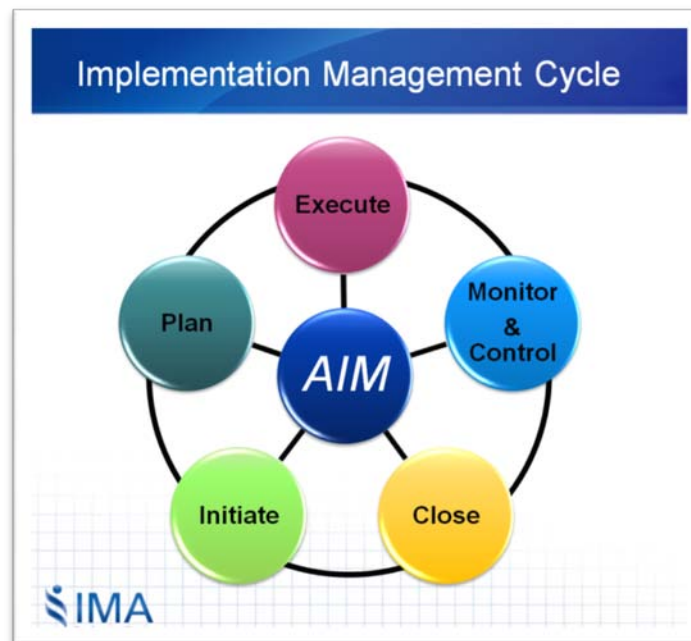 Implementation Management Cycle
Execute
Monitor
&
Control
Plan
AIM
Initiate
Close
IMA